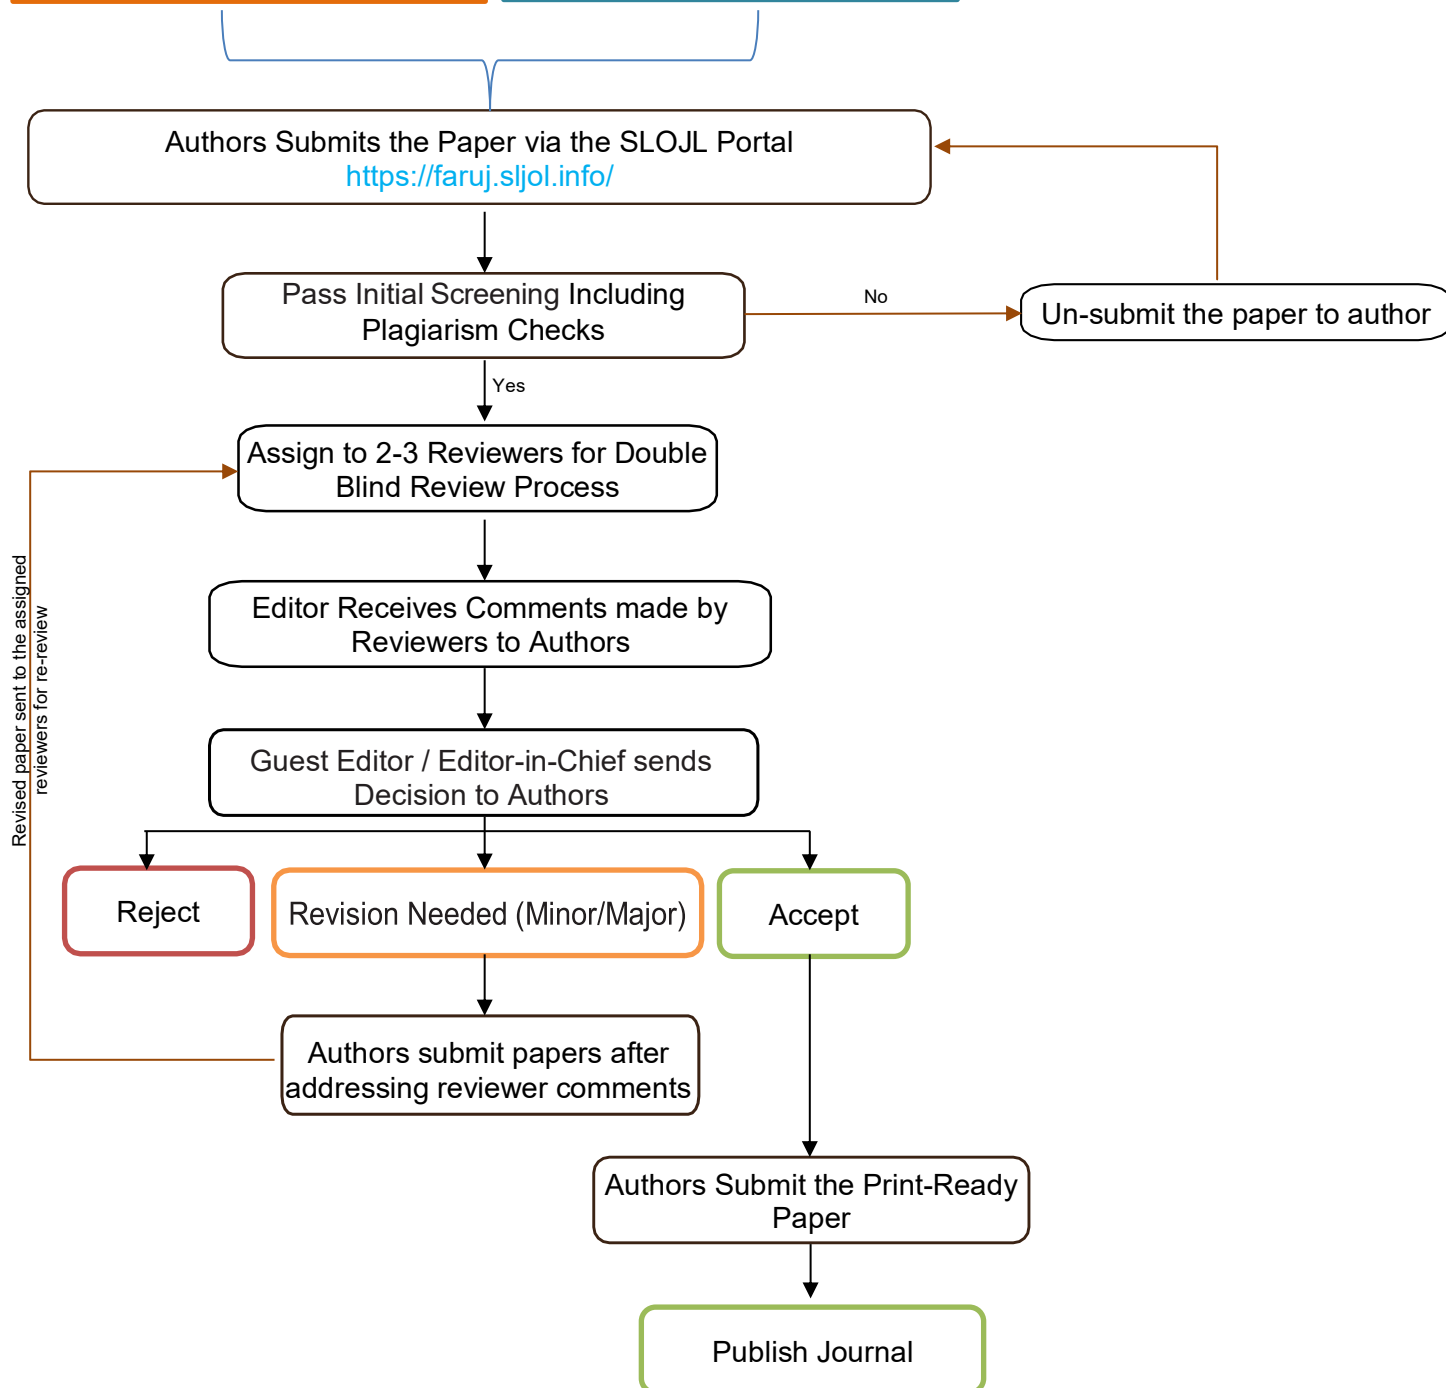 Authors Submits the Paper via the SLOJL Portal
https://faruj.sljol.info/
Pass Initial Screening Including
Plagiarism Checks
No
Un-submit the paper to author
Yes
Assign to 2-3 Reviewers for Double
Blind Review Process
Revised paper sent to the assigned
reviewers for re-review
Editor Receives Comments made by
Reviewers to Authors
Guest Editor / Editor-in-Chief sends
Decision to Authors
Reject
Revision Needed (Minor/Major)
Accept
Authors submit papers after
addressing reviewer comments
Authors Submit the Print-Ready
Paper
Publish Journal